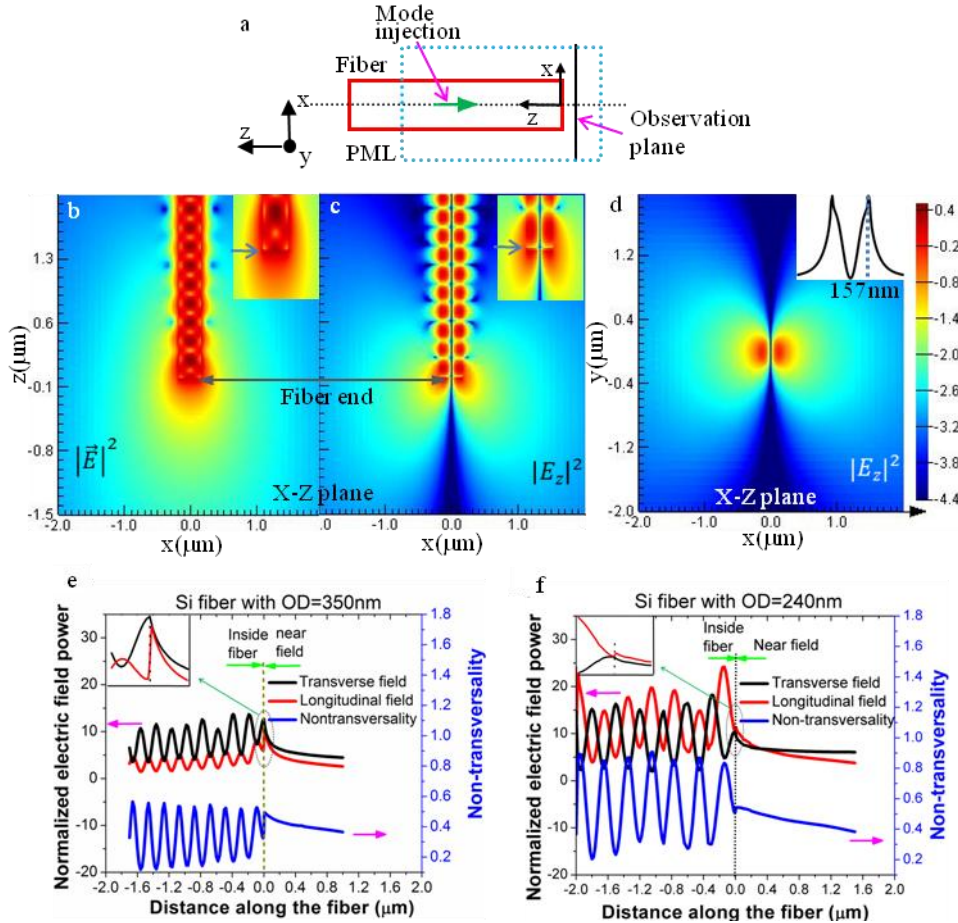 a
Mode
injection
Fiber
x
z
x
z
y
PML
Observation
plane
b
c
d
157nm
z(μm)
1.3
0.6
-0.1
-0.8
-1.5
Fiber end
|E⃗|²
|E_z|²
X-Z plane
-2.0 -1.0 0.0 1.0
x(μm)
-2.0 -1.0 0.0 1.0
x(μm)
y(μm)
1.2
0.4
-0.4
-1.2
-2.0
|E_z|²
X-Z plane
-2.0 -1.0 0.0 1.0
x(μm)
0.4
-0.2
-0.8
-1.4
-2.0
-2.6
-3.2
-3.8
-4.4
e
Si fiber with OD=350nm
Inside near
fiber field
Transverse field
Longitudinal field
Nontransversality
Normalized electric field power
30
20
10
0
-10
-20
Non-transversality
1.8
1.6
1.4
1.2
1.0
0.8
0.6
0.4
0.2
-2.0 -1.6 -1.2 -0.8 -0.4 0.0 0.4 0.8 1.2 1.6 2.0
Distance along the fiber (μm)
f
Si fiber with OD=240nm
Inside
fiber
Near field
Transverse field
Longitudinal field
Non-transversality
Normalized electric field power
30
20
10
0
-10
-20
Non-transversality
1.8
1.6
1.4
1.2
1.0
0.8
0.6
0.4
0.2
-2.0 -1.6 -1.2 -0.8 -0.4 0.0 0.4 0.8 1.2 1.6 2.0
Distance along the fiber (μm)